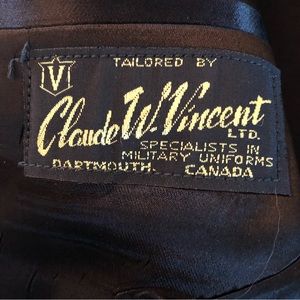 V
TAILORED BY
Claude W. Vincent
LTD.
SPECIALISTS IN
MILITARY UNIFORMS
DARTMOUTH, CANADA